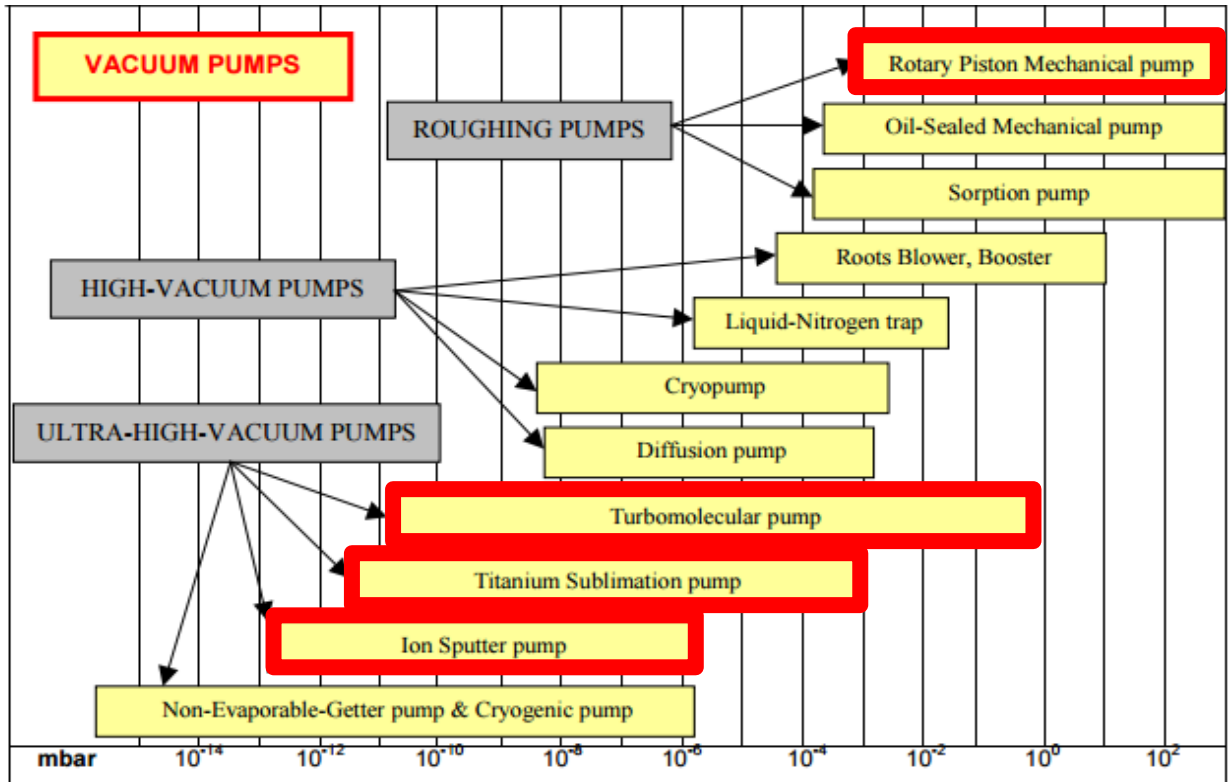 VACUUM PUMPS
Rotary Piston Mechanical pump
ROUGHING PUMPS
Oil-Sealed Mechanical pump
Sorption pump
Roots Blower, Booster
HIGH-VACUUM PUMPS
Liquid-Nitrogen trap
Cryopump
ULTRA-HIGH-VACUUM PUMPS
Diffusion pump
Turbomolecular pump
Titanium Sublimation pump
Ion Sputter pump
Non-Evaporable-Getter pump & Cryogenic pump
mbar 10⁻¹⁴ 10⁻¹² 10⁻¹⁰ 10⁻⁸ 10⁻⁶ 10⁻⁴ 10⁻² 10⁰ 10²